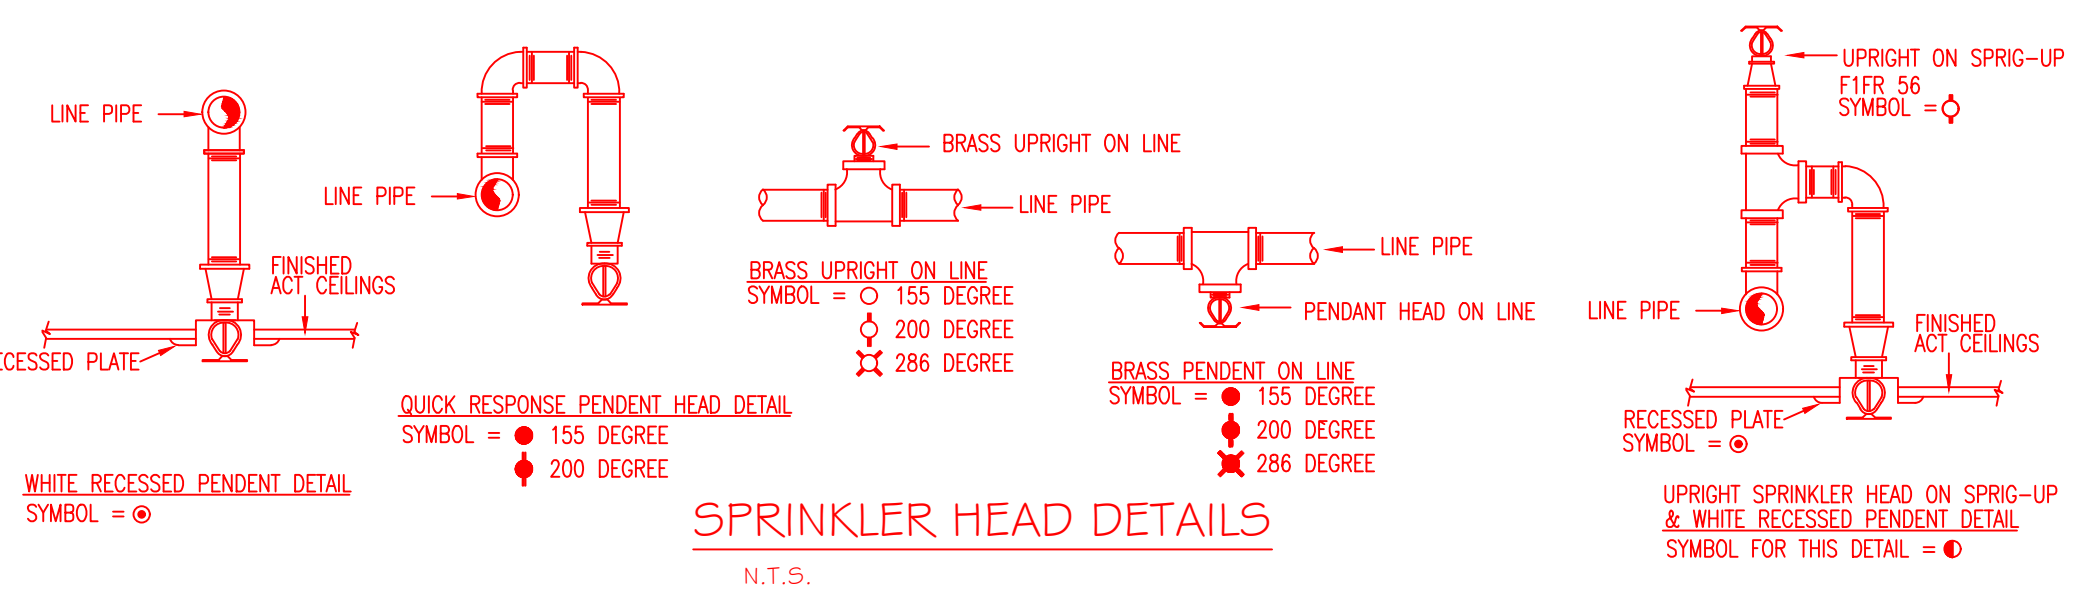 LINE PIPE
FINISHED
ACT CEILINGS
RECESSED PLATE
WHITE RECESSED PENDENT DETAIL
SYMBOL =
LINE PIPE
QUICK RESPONSE PENDENT HEAD DETAIL
SYMBOL = 155 DEGREE
200 DEGREE
BRASS UPRIGHT ON LINE
LINE PIPE
BRASS UPRIGHT ON LINE
SYMBOL = 155 DEGREE
200 DEGREE
286 DEGREE
LINE PIPE
PENDANT HEAD ON LINE
BRASS PENDENT ON LINE
SYMBOL = 155 DEGREE
200 DEGREE
286 DEGREE
UPRIGHT ON SPRIG-UP
F1FR 56
SYMBOL =
LINE PIPE
FINISHED
ACT CEILINGS
RECESSED PLATE
SYMBOL =
UPRIGHT SPRINKLER HEAD ON SPRIG-UP
& WHITE RECESSED PENDENT DETAIL
SYMBOL FOR THIS DETAIL =
SPRINKLER HEAD DETAILS
N.T.S.